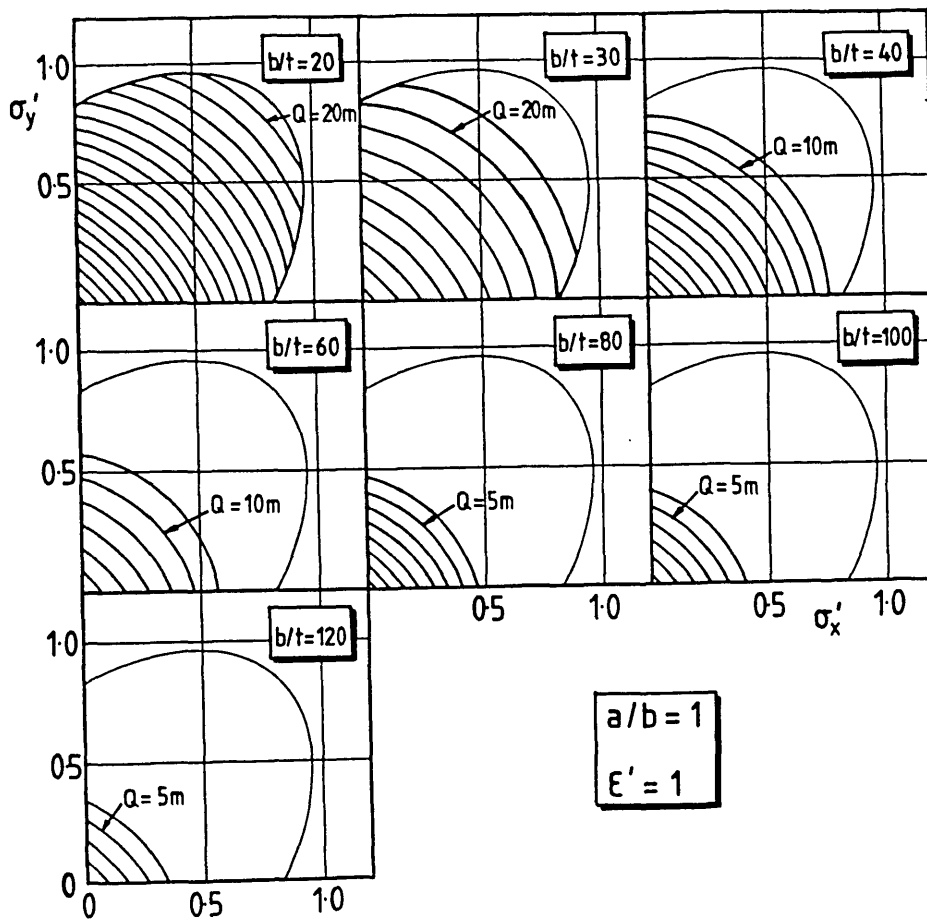 b/t=20
b/t=30
b/t=40
1.0
σy'
Q=20m
Q=20m
Q=10m
0.5
b/t=60
b/t=80
b/t=100
1.0
0.5
Q=10m
Q=5m
Q=5m
0.5
1.0
0.5
σx'
1.0
b/t=120
1.0
0.5
Q=5m
0
0
0.5
1.0
a/b = 1
E' = 1